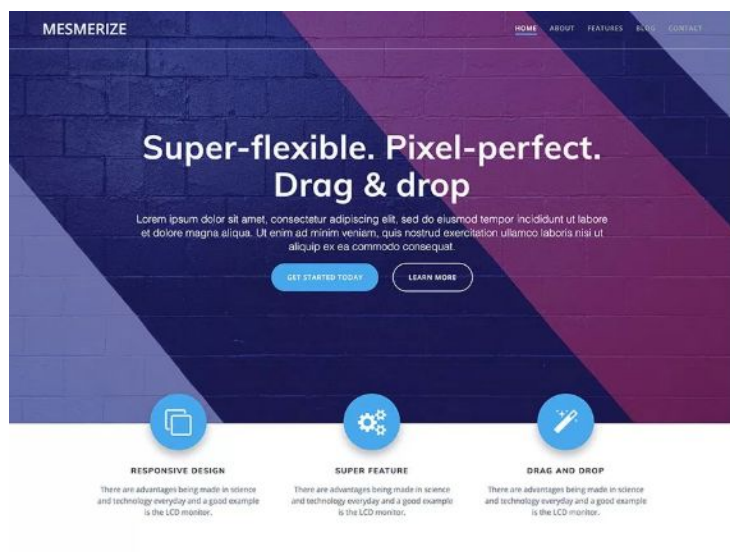 MESMERIZE
HOME ABOUT FEATURES BLOG CONTACT
Super-flexible. Pixel-perfect.
Drag & drop
Lorem ipsum dolor sit amet, consectetur adipiscing elit, sed do eiusmod tempor incididunt ut labore
et dolore magna aliqua. Ut enim ad minim veniam, quis nostrud exercitation ullamco laboris nisi ut
aliquip ex ea commodo consequat.
GET STARTED TODAY
LEARN MORE
RESPONSIVE DESIGN
There are advantages being made in science
and technology everyday and a good example
is the LCD monitor.
SUPER FEATURE
There are advantages being made in science
and technology everyday and a good example
is the LCD monitor.
DRAG AND DROP
There are advantages being made in science
and technology everyday and a good example
is the LCD monitor.